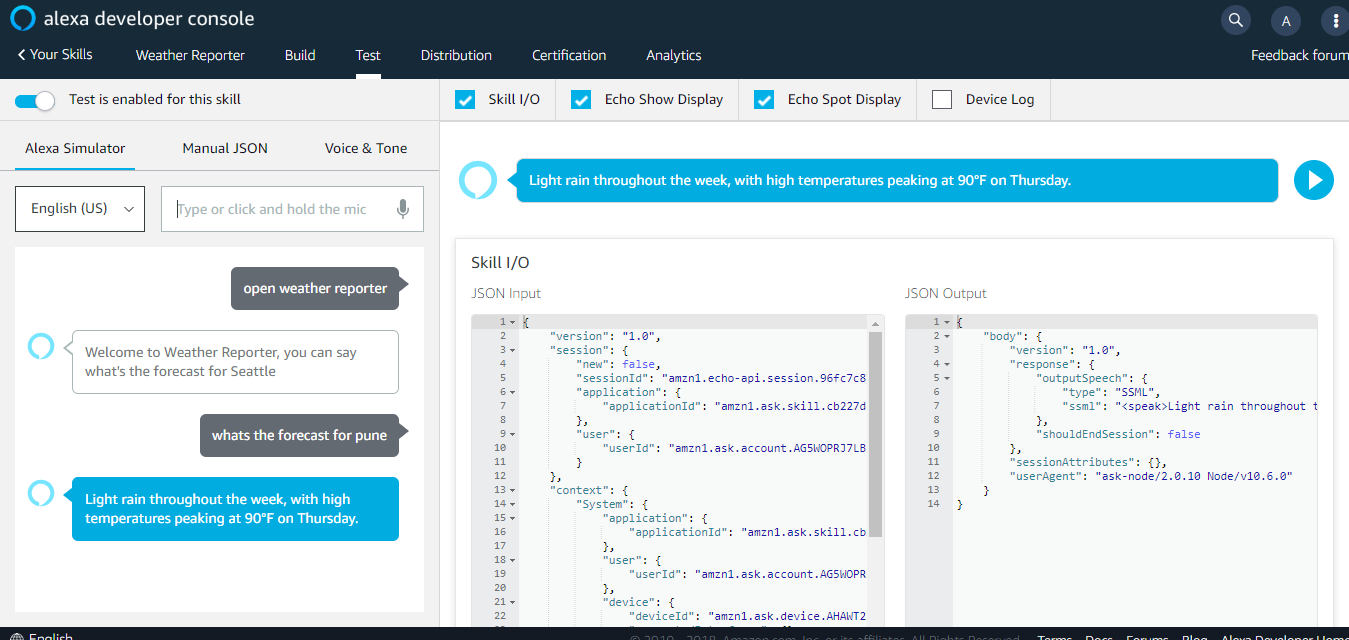 alexa developer console
A
Your Skills
Weather Reporter
Build
Test
Distribution
Certification
Analytics
Feedback forum
Test is enabled for this skill
Skill I/O
Echo Show Display
Echo Spot Display
Device Log
Alexa Simulator
Manual JSON
Voice & Tone
English (US)
Type or click and hold the mic
open weather reporter
Welcome to Weather Reporter, you can say
what's the forecast for Seattle
whats the forecast for pune
Light rain throughout the week, with high
temperatures peaking at 90°F on Thursday.
Light rain throughout the week, with high temperatures peaking at 90°F on Thursday.
Skill I/O
JSON Input
1 {
2 "version": "1.0",
3 "session": {
4 "new": false,
5 "sessionId": "amzn1.echo-api.session.96fc7c8
6 "application": {
7 "applicationId": "amzn1.ask.skill.cb227d
8 },
9 "user": {
10 "userId": "amzn1.ask.account.AG5WOPRJ7LB
11 }
12 },
13 "context": {
14 "System": {
15 "application": {
16 "applicationId": "amzn1.ask.skill.cb
17 },
18 "user": {
19 "userId": "amzn1.ask.account.AG5WOPR
20 },
21 "device": {
22 "deviceId": "amzn1.ask.device.AHAWT2
JSON Output
1 {
2 "body": {
3 "version": "1.0",
4 "response": {
5 "outputSpeech": {
6 "type": "SSML",
7 "ssml": "<speak>Light rain throughout t
8 },
9 "shouldEndSession": false
10 },
11 "sessionAttributes": {},
12 "userAgent": "ask-node/2.0.10 Node/v10.6.0"
13 }
14 }
English
© 2010 - 2018, Amazon.com, Inc. or its affiliates. All Rights Reserved.
Terms
Docs
Forums
Blog
Alexa Developer Home